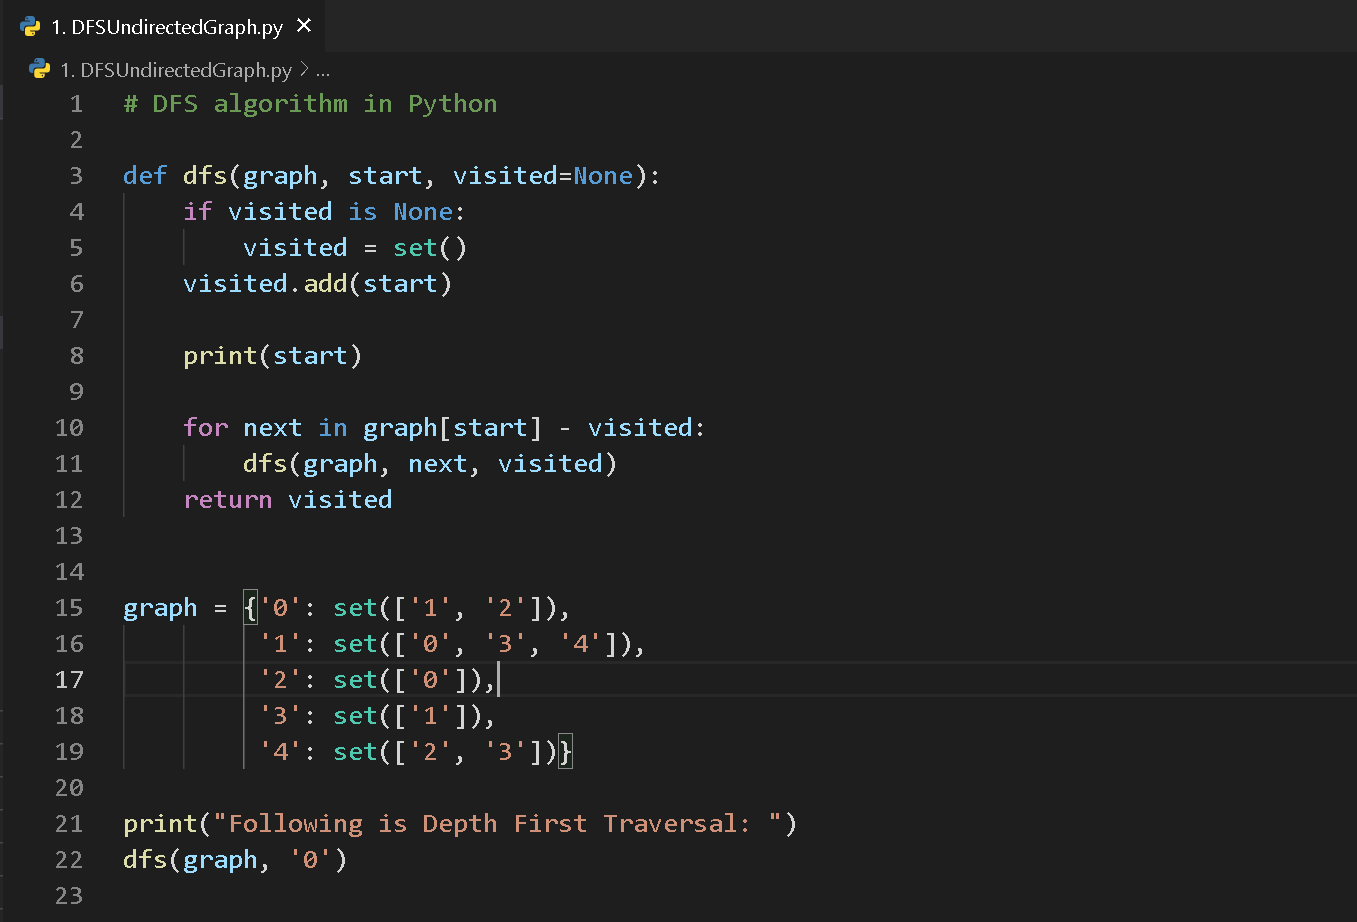 1. DFSUndirectedGraph.py ×
1. DFSUndirectedGraph.py > ...
1 # DFS algorithm in Python
2
3 def dfs(graph, start, visited=None):
4     if visited is None:
5         visited = set()
6     visited.add(start)
7
8     print(start)
9
10     for next in graph[start] - visited:
11         dfs(graph, next, visited)
12     return visited
13
14
15 graph = {'0': set(['1', '2']),
16          '1': set(['0', '3', '4']),
17          '2': set(['0']),
18          '3': set(['1']),
19          '4': set(['2', '3'])}
20
21 print("Following is Depth First Traversal: ")
22 dfs(graph, '0')
23